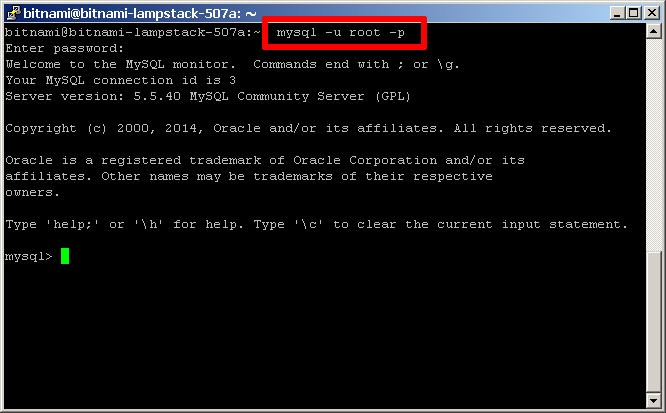 bitnami@bitnami-lampstack-507a: ~
bitnami@bitnami-lampstack-507a:~ mysql -u root -p
Enter password:
Welcome to the MySQL monitor.  Commands end with ; or \g.
Your MySQL connection id is 3
Server version: 5.5.40 MySQL Community Server (GPL)
Copyright (c) 2000, 2014, Oracle and/or its affiliates. All rights reserved.
Oracle is a registered trademark of Oracle Corporation and/or its
affiliates. Other names may be trademarks of their respective
owners.
Type 'help;' or '\h' for help. Type '\c' to clear the current input statement.
mysql>